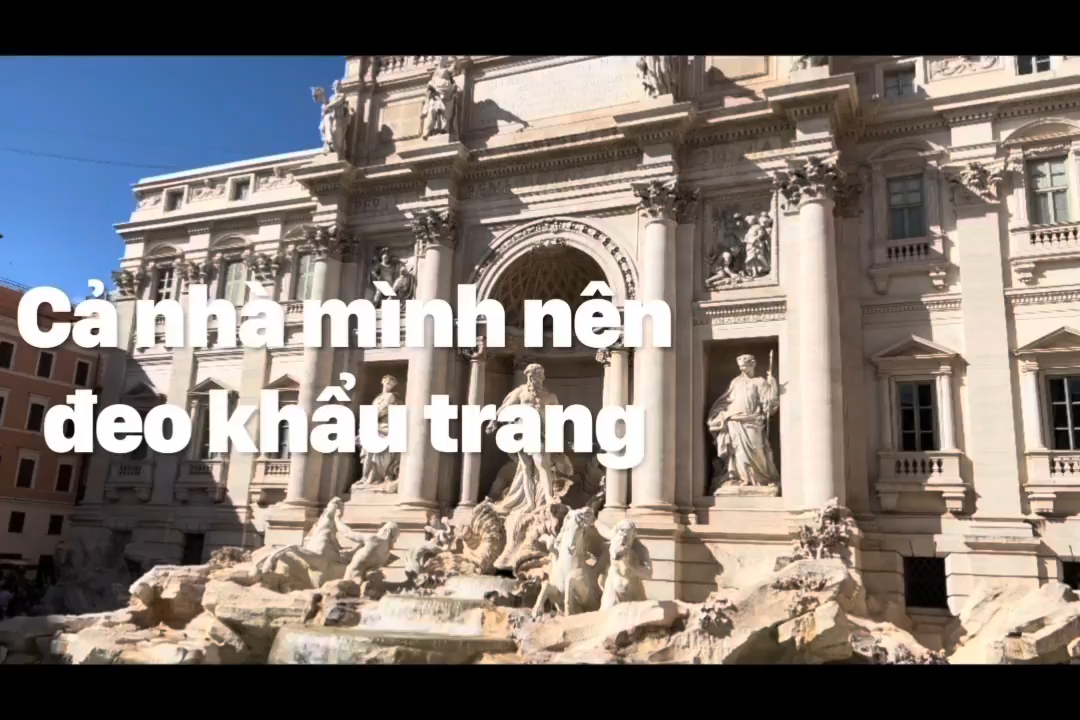 Cả nhà mình nên
đeo khẩu trang